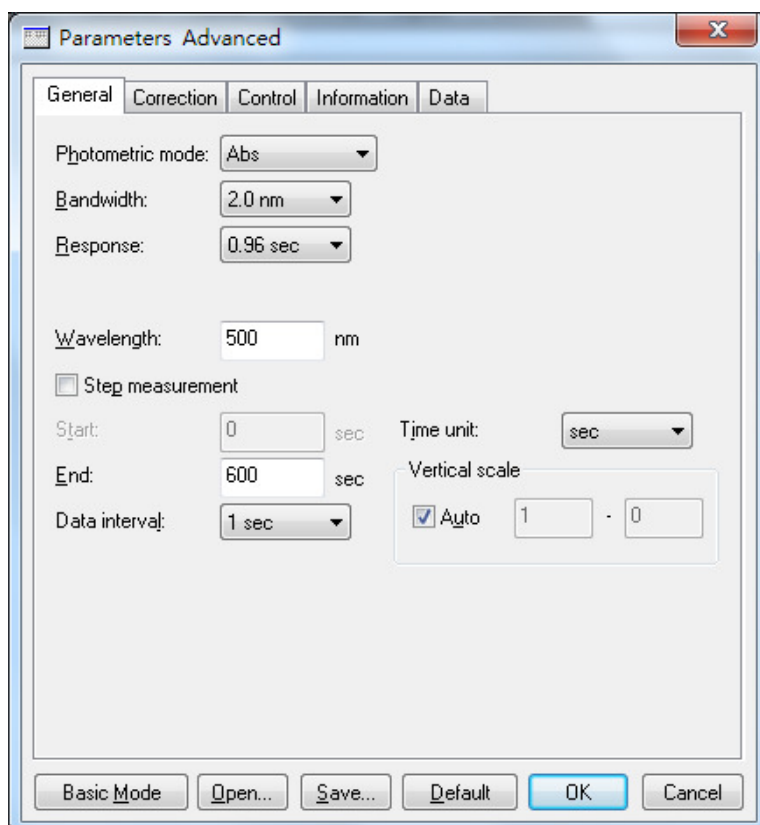 Parameters Advanced
General Correction Control Information Data
Photometric mode: Abs
Bandwidth: 2.0 nm
Response: 0.96 sec
Wavelength: 500 nm
Step measurement
Start: 0 sec Time unit: sec
End: 600 sec Vertical scale
Data interval: 1 sec Auto 1 - 0
Basic Mode Open... Save... Default OK Cancel